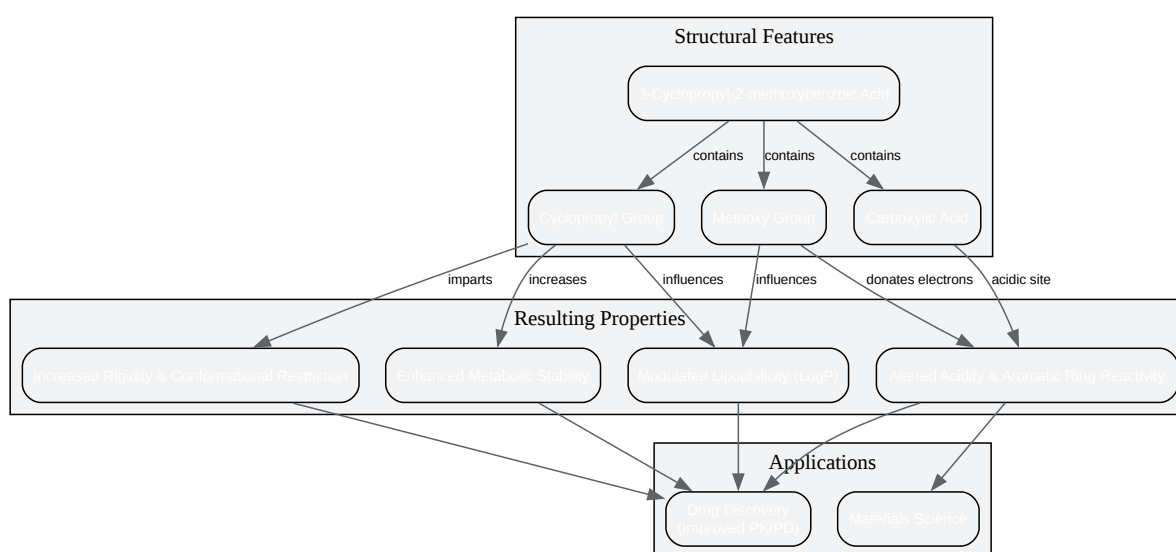 Structural Features
3-Cyclopropyl-2-methoxybenzoic Acid
contains
contains
contains
Cyclopropyl Group
Methoxy Group
Carboxylic Acid
imparts
increases
influences
influences
donates electrons
acidic site
Resulting Properties
Increased Rigidity & Conformational Restriction
Enhanced Metabolic Stability
Modulated Lipophilicity (LogP)
Altered Acidity & Aromatic Ring Reactivity
Applications
Drug Discovery
(Improved PK/PD)
Materials Science